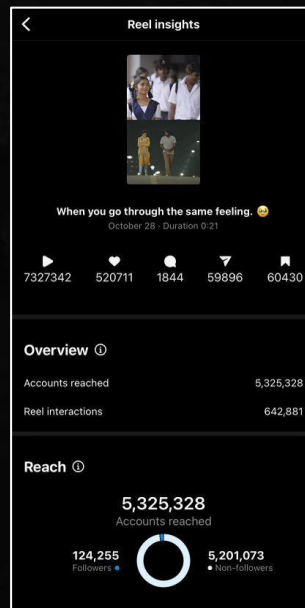 Reel insights
When you go through the same feeling. 🥹
October 28 · Duration 0:21
7327342 520711 1844 59896 60430
Overview
Accounts reached 5,325,328
Reel interactions 642,881
Reach
5,325,328
Accounts reached
124,255 5,201,073
Followers Non-followers